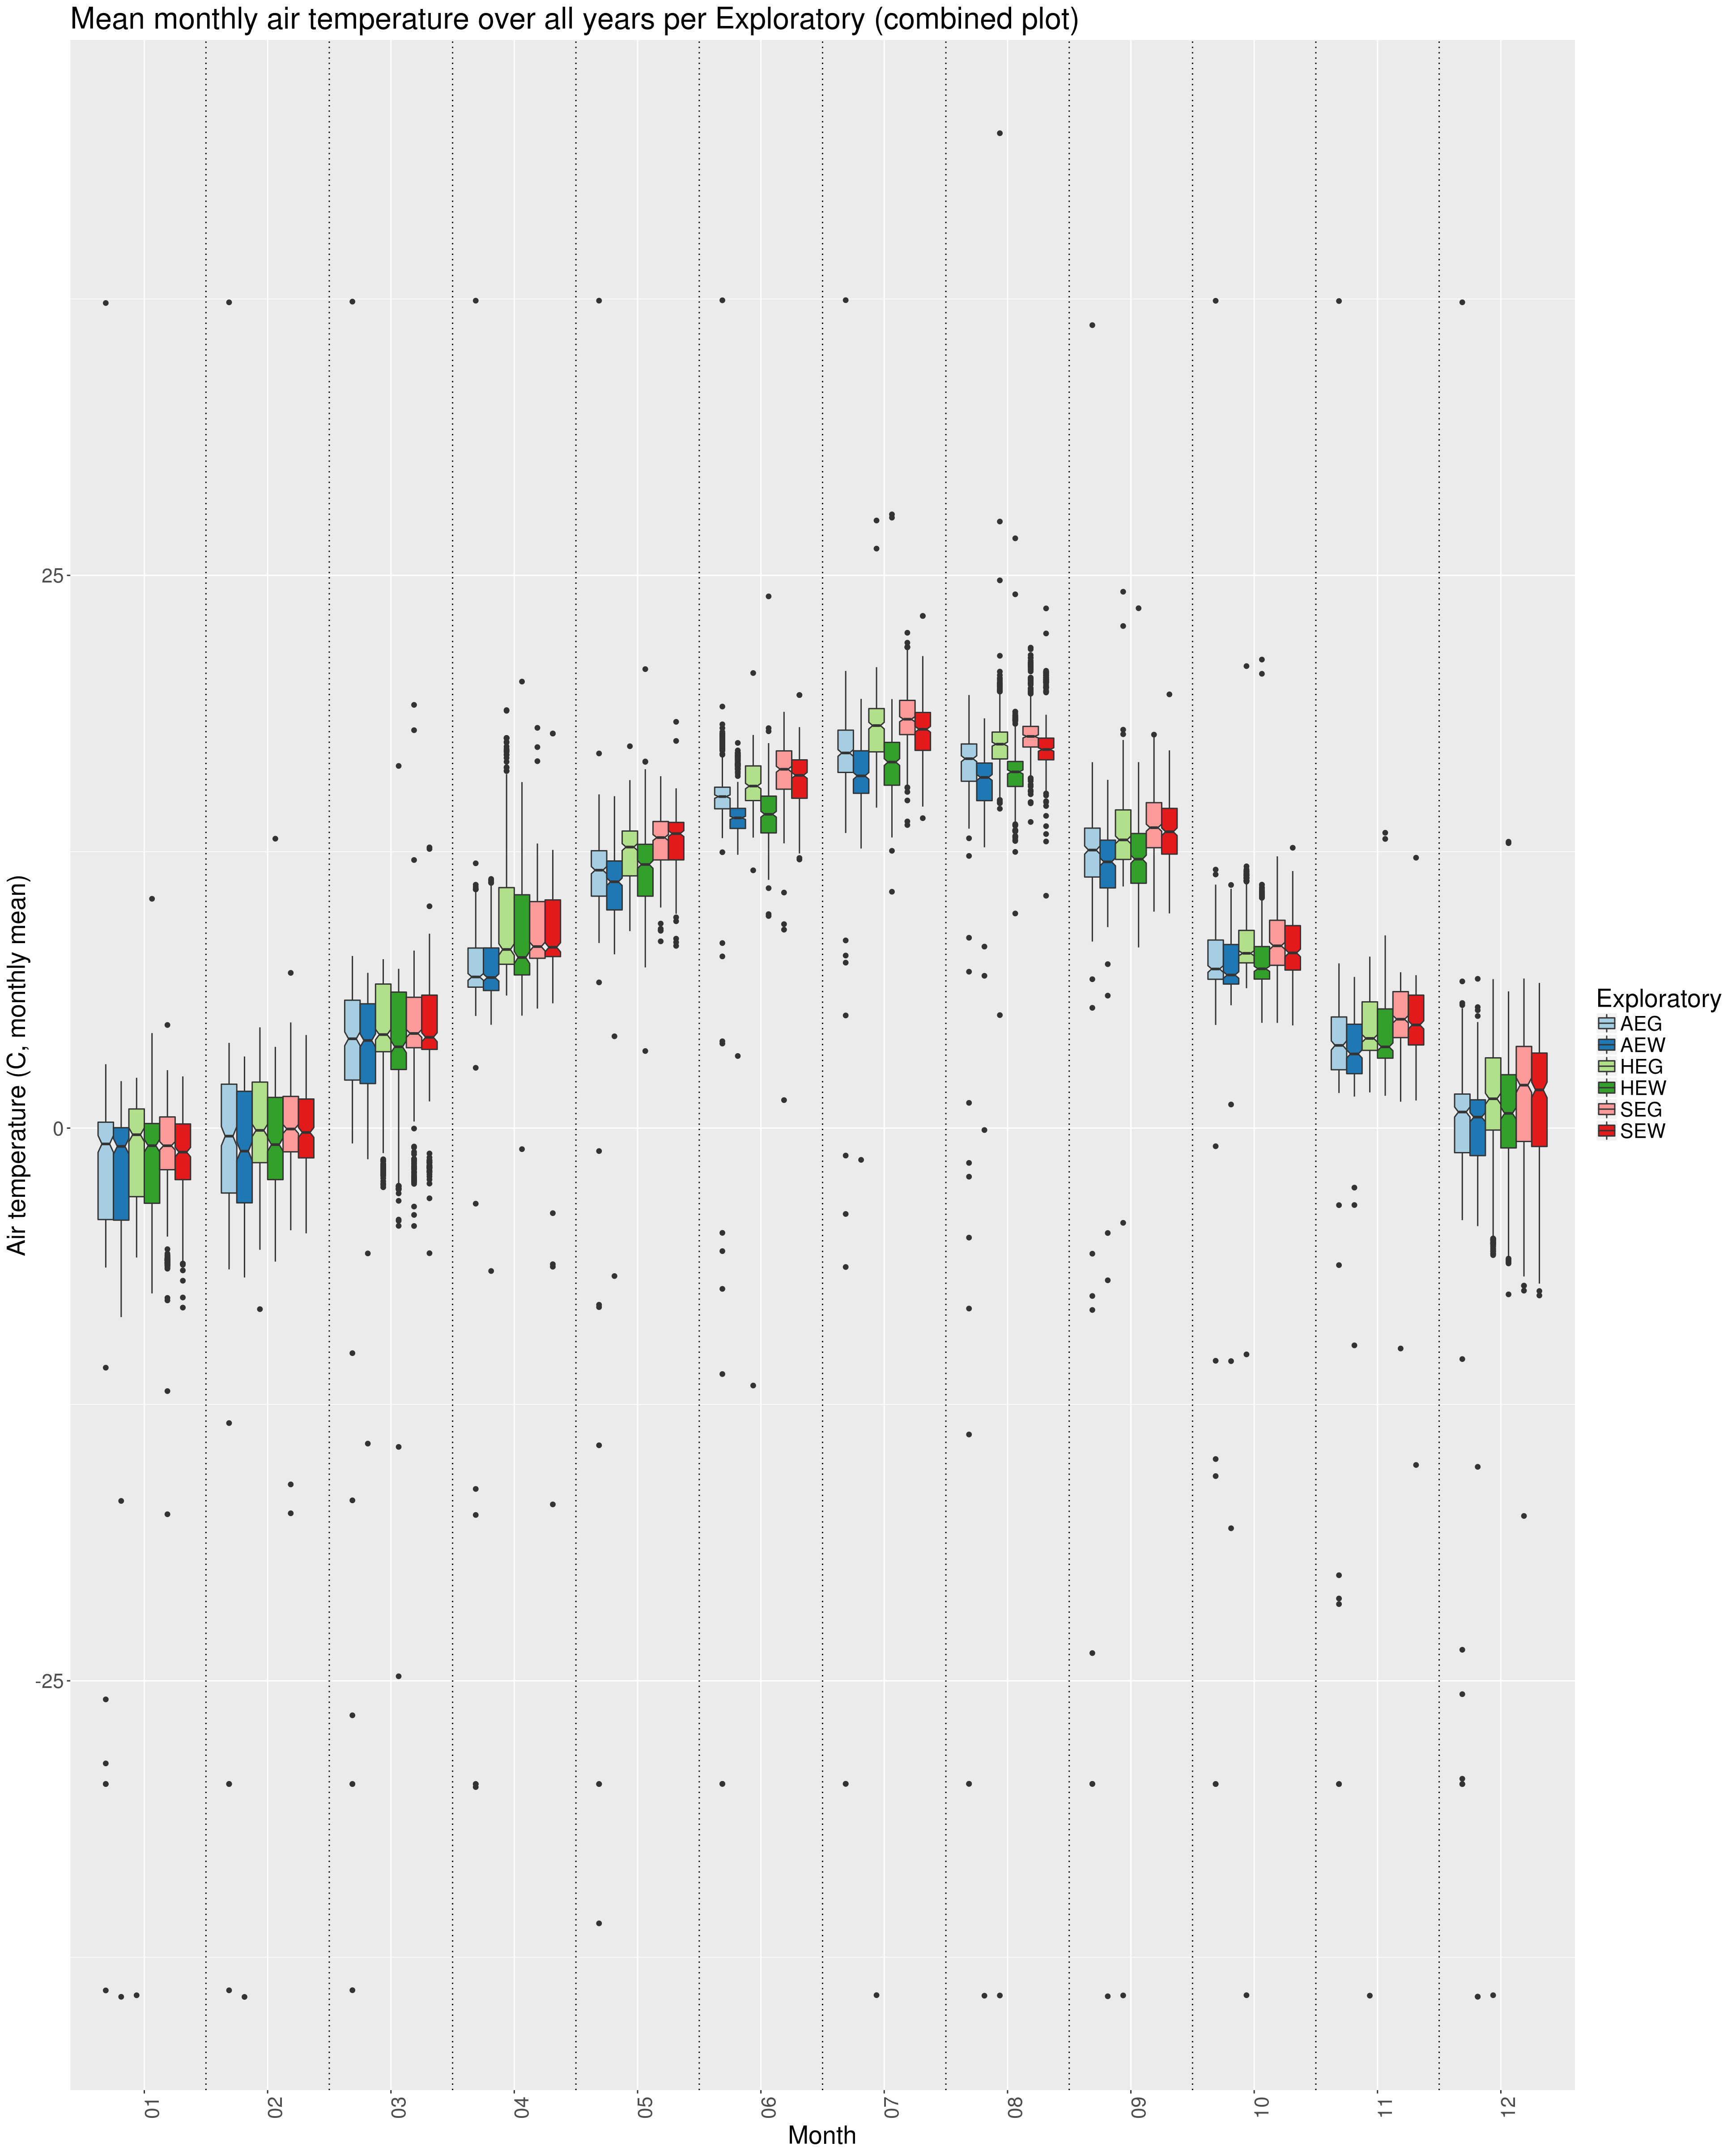 Mean monthly air temperature over all years per Exploratory (combined plot)
Air temperature (C, monthly mean)
25
0
-25
01
02
03
04
05
06
07
08
09
10
11
12
Month
Exploratory
AEG
AEW
HEG
HEW
SEG
SEW